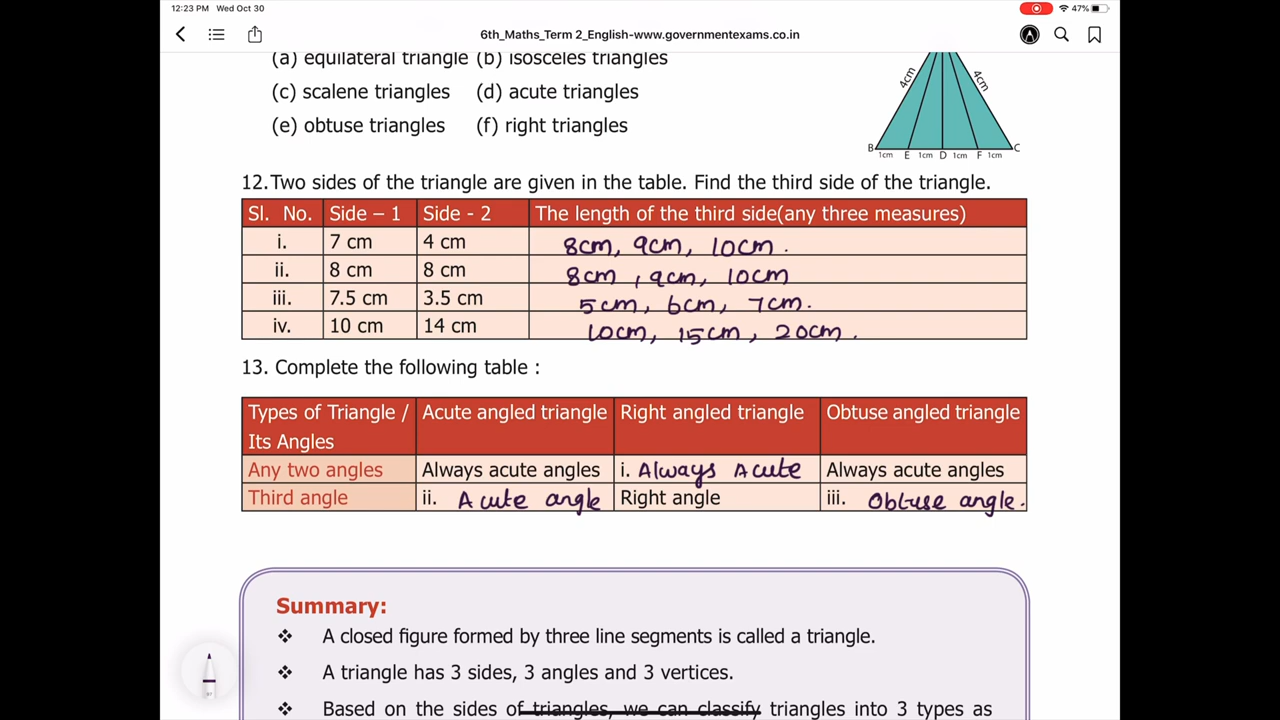 12:23 PM Wed Oct 30
47%
6th_Maths_Term 2_English-www.governmentexams.co.in
(a) equilateral triangle (b) isosceles triangles
(c) scalene triangles (d) acute triangles
(e) obtuse triangles (f) right triangles
4cm 4cm
B E D F C
1cm 1cm 1cm 1cm
12. Two sides of the triangle are given in the table. Find the third side of the triangle.
Sl. No. Side – 1 Side - 2 The length of the third side(any three measures)
i. 7 cm 4 cm 8cm, 9cm, 10cm.
ii. 8 cm 8 cm 8cm, 9cm, 10cm
iii. 7.5 cm 3.5 cm 5cm, 6cm, 7cm.
iv. 10 cm 14 cm 10cm, 15cm, 20cm.
13. Complete the following table :
Types of Triangle / Acute angled triangle Right angled triangle Obtuse angled triangle
Its Angles
Any two angles Always acute angles i. Always Acute Always acute angles
Third angle ii. Acute angle Right angle iii. Obtuse angle.
Summary:
❖ A closed figure formed by three line segments is called a triangle.
❖ A triangle has 3 sides, 3 angles and 3 vertices.
❖ Based on the sides of triangles, we can classify triangles into 3 types as